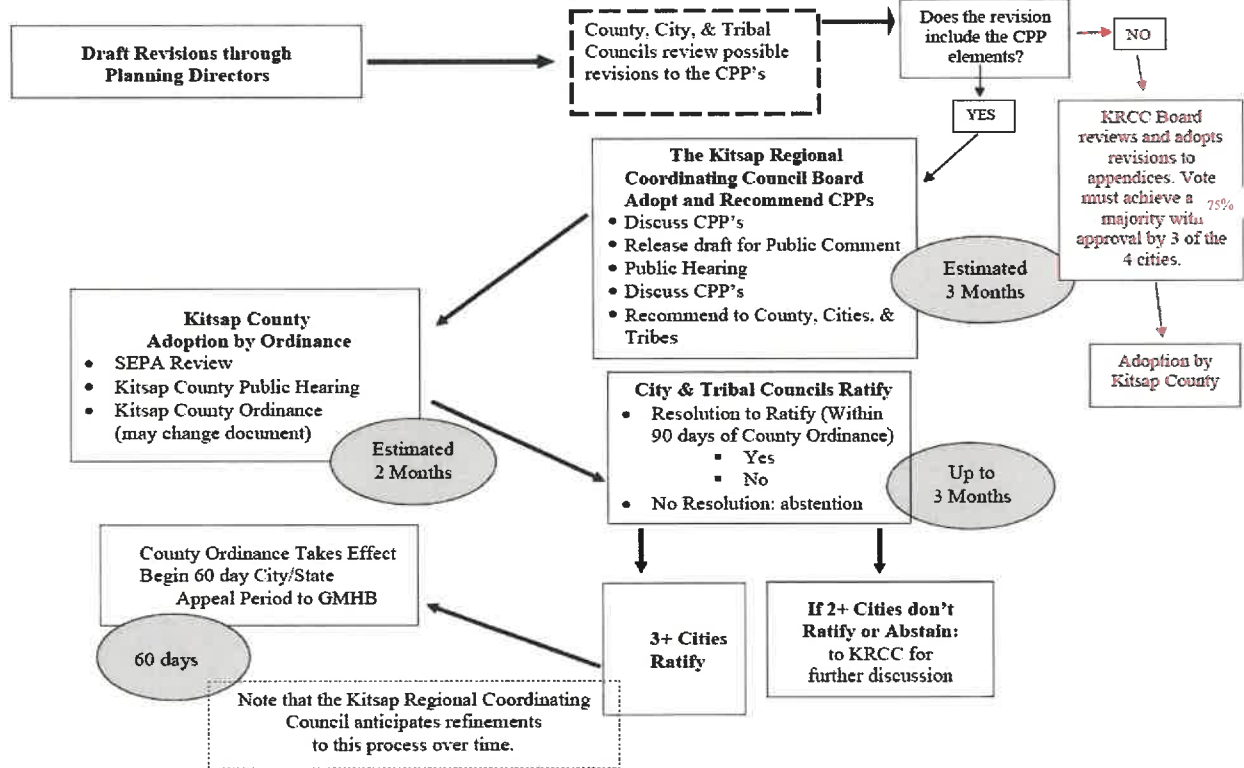 Draft Revisions through
Planning Directors
County, City, & Tribal
Councils review possible
revisions to the CPP's
Does the revision
include the CPP
elements?
NO
YES
KRCC Board
reviews and adopts
revisions to
appendices. Vote
must achieve a 75%
majority with
approval by 3 of the
4 cities.
Adoption by
Kitsap County
The Kitsap Regional
Coordinating Council Board
Adopt and Recommend CPPs
• Discuss CPP's
• Release draft for Public Comment
• Public Hearing
• Discuss CPP's
• Recommend to County, Cities, &
Tribes
Estimated
3 Months
Kitsap County
Adoption by Ordinance
• SEPA Review
• Kitsap County Public Hearing
• Kitsap County Ordinance
(may change document)
Estimated
2 Months
City & Tribal Councils Ratify
• Resolution to Ratify (Within
90 days of County Ordinance)
▪ Yes
▪ No
• No Resolution: abstention
Up to
3 Months
County Ordinance Takes Effect
Begin 60 day City/State
Appeal Period to GMHB
60 days
3+ Cities
Ratify
If 2+ Cities don't
Ratify or Abstain:
to KRCC for
further discussion
Note that the Kitsap Regional Coordinating
Council anticipates refinements
to this process over time.